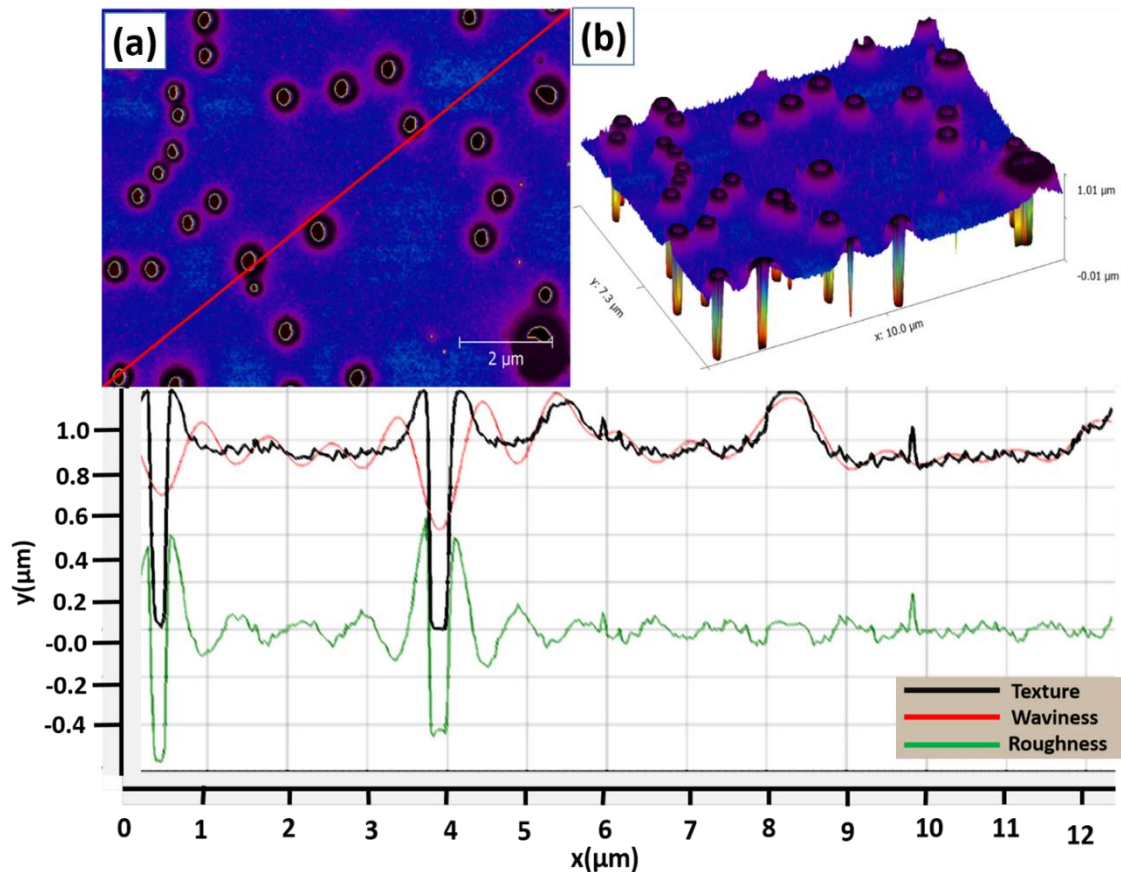 (a)
(b)
2 μm
1.01 μm
-0.01 μm
y: 7.3 μm
x: 10.0 μm
y(μm)
1.0
0.8
0.6
0.4
0.2
-0.0
-0.2
-0.4
Texture
Waviness
Roughness
0 1 2 3 4 5 6 7 8 9 10 11 12
x(μm)